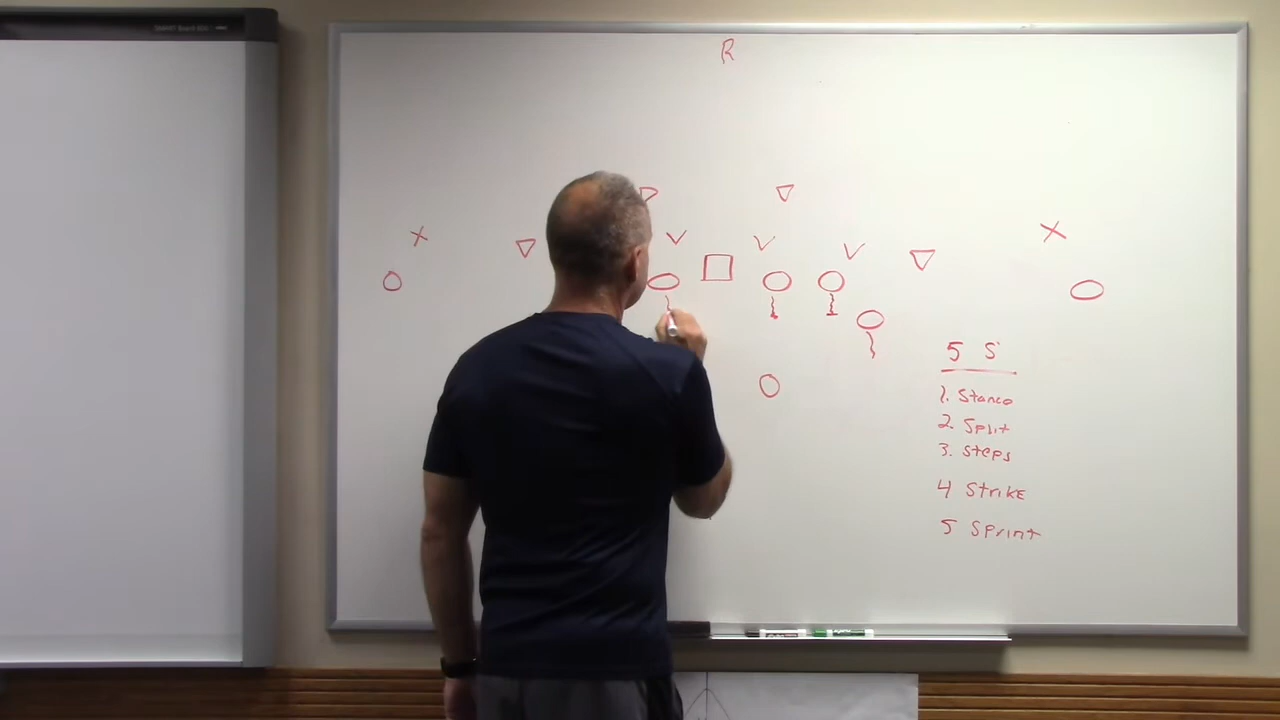 R
5 S'
1. Stance
2. Split
3. Steps
4 Strike
5 Sprint